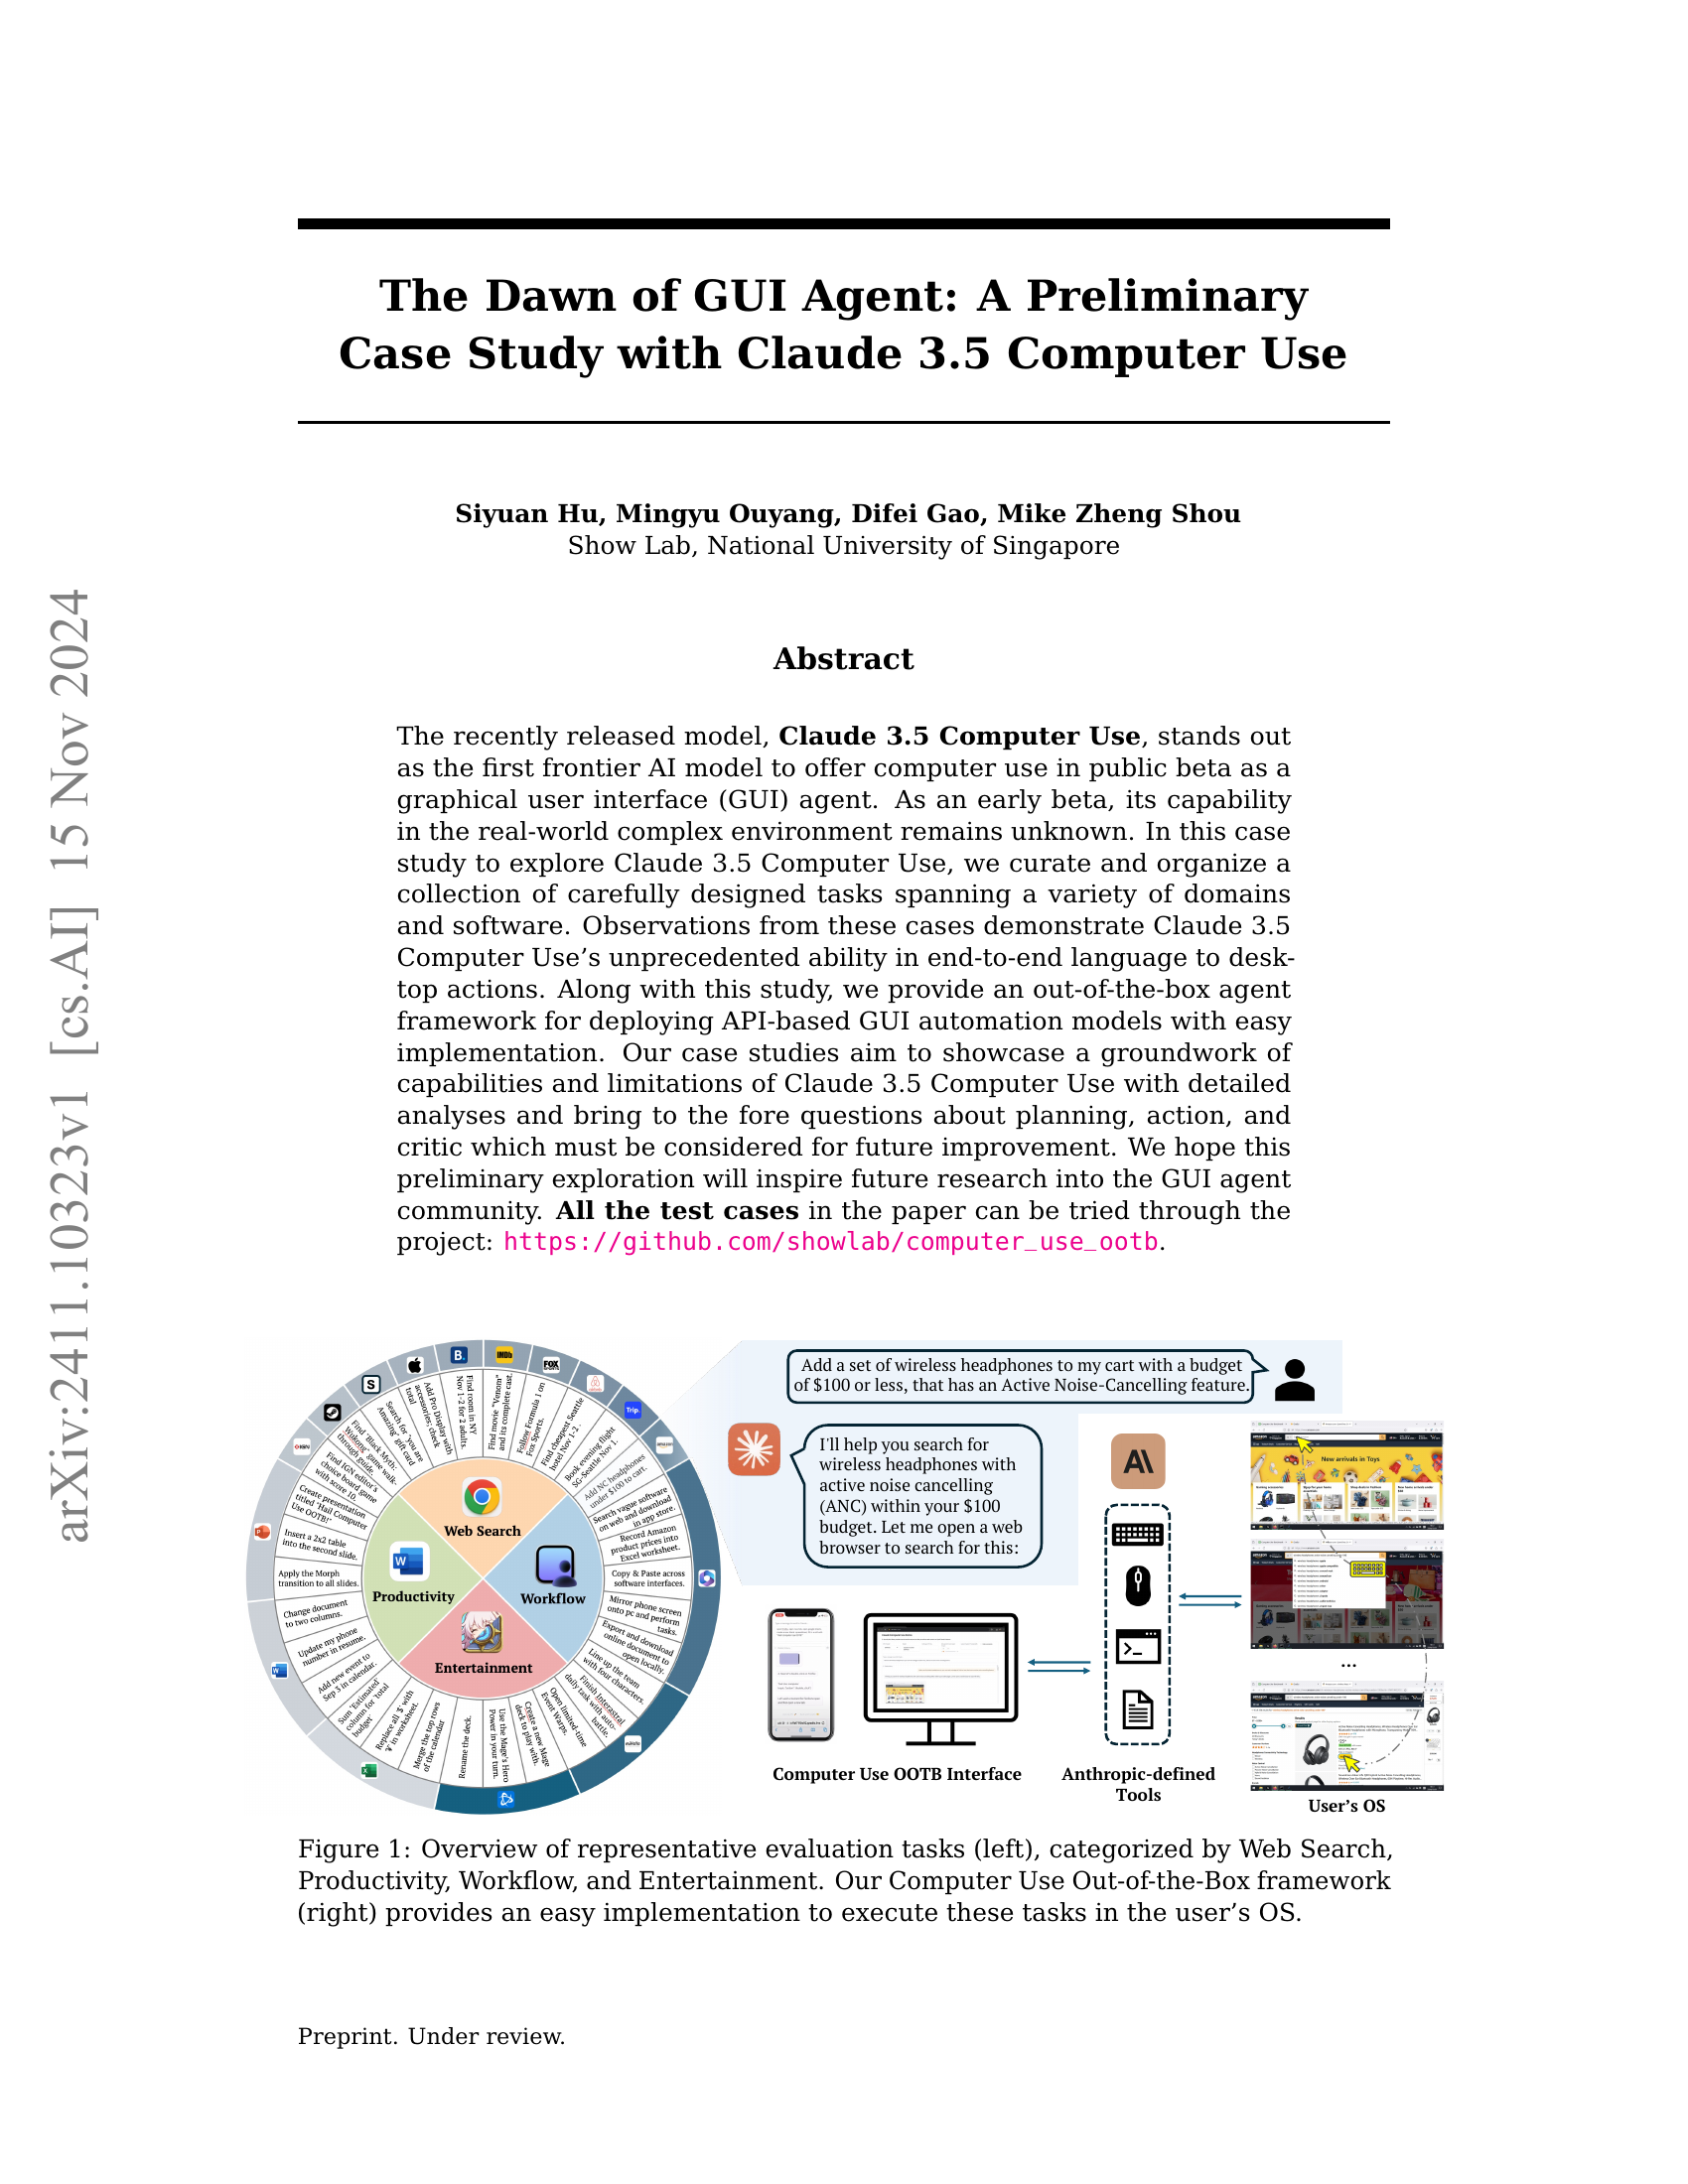 arXiv:2411.10323v1 [cs.AI] 15 Nov 2024
The Dawn of GUI Agent: A Preliminary
Case Study with Claude 3.5 Computer Use
Siyuan Hu, Mingyu Ouyang, Difei Gao, Mike Zheng Shou
Show Lab, National University of Singapore
Abstract
The recently released model, Claude 3.5 Computer Use, stands out
as the first frontier AI model to offer computer use in public beta as a
graphical user interface (GUI) agent. As an early beta, its capability
in the real-world complex environment remains unknown. In this case
study to explore Claude 3.5 Computer Use, we curate and organize a
collection of carefully designed tasks spanning a variety of domains
and software. Observations from these cases demonstrate Claude 3.5
Computer Use’s unprecedented ability in end-to-end language to desk-
top actions. Along with this study, we provide an out-of-the-box agent
framework for deploying API-based GUI automation models with easy
implementation. Our case studies aim to showcase a groundwork of
capabilities and limitations of Claude 3.5 Computer Use with detailed
analyses and bring to the fore questions about planning, action, and
critic which must be considered for future improvement. We hope this
preliminary exploration will inspire future research into the GUI agent
community. All the test cases in the paper can be tried through the
project: https://github.com/showlab/computer_use_ootb.
Find IGN editor's
choice board game
with score 10.
Find "Black Myth:
Wukong" game walk-
through guide.
Search for "you are
Amazing" gift card
Add Pro Display with
accessories; check
total
Find room in NY
Nov 1-2 for 2 adults.
Find movie "Venom"
and its complete cast.
Follow Formula 1 on
Fox Sports.
Find cheapest Seattle
hotel Nov 1-2 .
Book evening flight
SG-Seattle Nov 1.
Add NC headphones
under $100 to cart.
Search vague software
on web and download
in app store.
Record Amazon
product prices into
Excel worksheet.
Copy & Paste across
software interfaces.
Mirror phone screen
onto pc and perform
tasks.
Export and download
online document to
open locally.
Line up the team
with four characters.
Finish Interastral
daily task with auto-
battle.
Open limited-time
Event Warps.
Create a new Mage
deck to play with.
Use the Mage's Hero
Power in your turn.
Rename the deck.
Merge the top rows
of the calendar
Replace all '$' with
'¥' in worksheet.
Sum "Estimated"
column for 'total
budget'
Add new event to
Sep 3 in calendar.
Update my phone
number in resume.
Change document
to two columns.
Apply the Morph
transition to all slides.
Insert a 2x2 table
into the second slide.
Create presentation
titled "Hail Computer
Use OOTB!"
IGN
S
B.
IMDb
FOX
Trip.
Web Search
W
Productivity
Workflow
Entertainment
Add a set of wireless headphones to my cart with a budget
of $100 or less, that has an Active Noise-Cancelling feature.
I'll help you search for
wireless headphones with
active noise cancelling
(ANC) within your $100
budget. Let me open a web
browser to search for this:
A\
New arrivals in Toys
...
Computer Use OOTB Interface
Anthropic-defined
Tools
User’s OS
Figure 1: Overview of representative evaluation tasks (left), categorized by Web Search,
Productivity, Workflow, and Entertainment. Our Computer Use Out-of-the-Box framework
(right) provides an easy implementation to execute these tasks in the user’s OS.
Preprint. Under review.